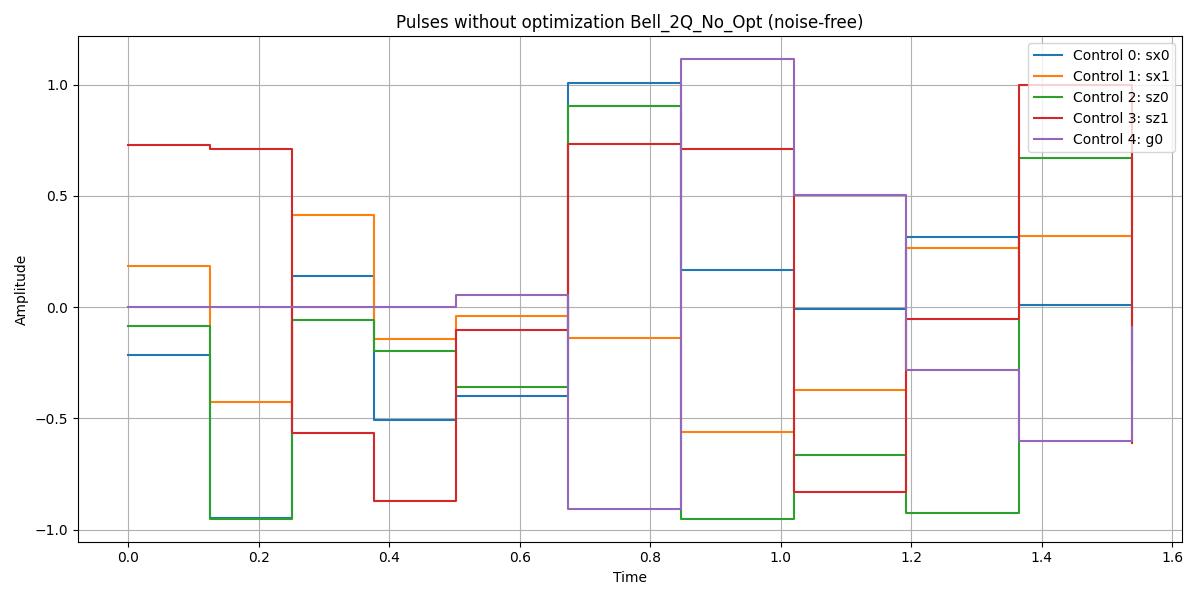 Pulses without optimization Bell_2Q_No_Opt (noise-free)
Control 0: sx0
Control 1: sx1
Control 2: sz0
Control 3: sz1
Control 4: g0
Amplitude
1.0
0.5
0.0
−0.5
−1.0
0.0 0.2 0.4 0.6 0.8 1.0 1.2 1.4 1.6
Time